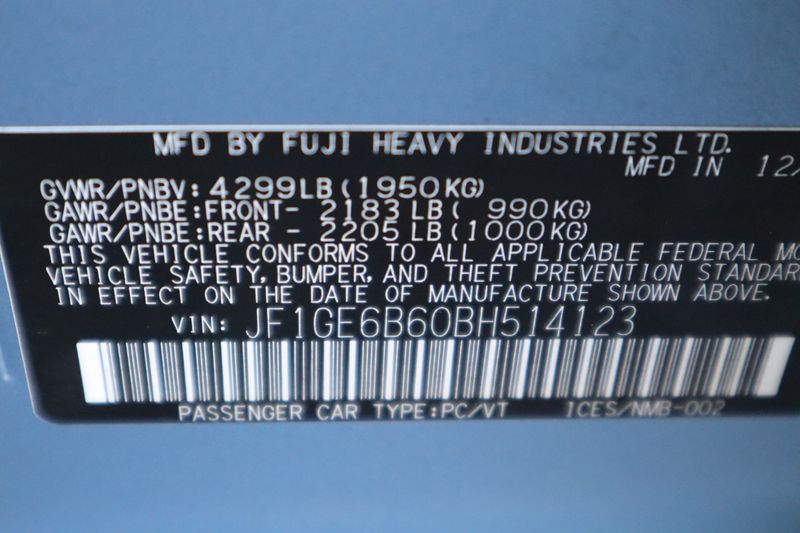 MFD BY FUJI HEAVY INDUSTRIES LTD.
MFD IN 12/
GVWR/PNBV: 4299LB(1950KG)
GAWR/PNBE:FRONT- 2183LB( 990KG)
GAWR/PNBE:REAR - 2205LB(1000KG)
THIS VEHICLE CONFORMS TO ALL APPLICABLE FEDERAL MO
VEHICLE SAFETY, BUMPER, AND THEFT PREVENTION STANDAR
IN EFFECT ON THE DATE OF MANUFACTURE SHOWN ABOVE.
VIN: JF1GE6B60BH514123
PASSENGER CAR TYPE:PC/VT ICES/NMB-002